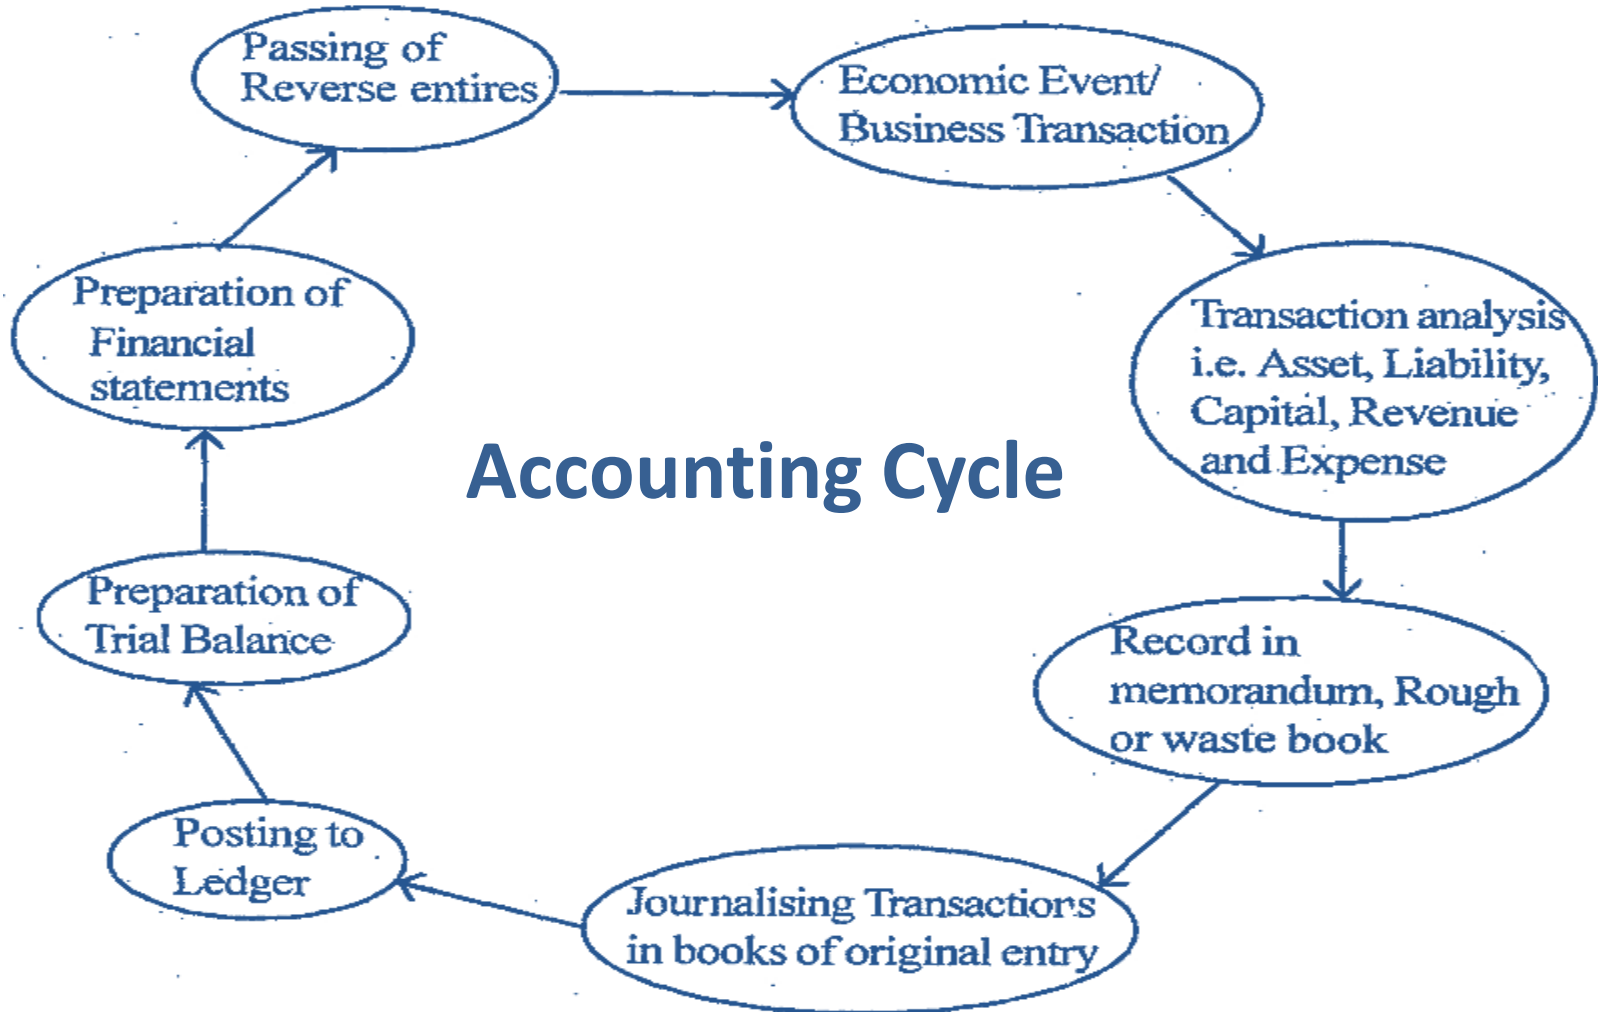 Passing of
Reverse entires
Economic Event/
Business Transaction
Transaction analysis
i.e. Asset, Liability,
Capital, Revenue
and Expense
Record in
memorandum, Rough
or waste book
Journalising Transactions
in books of original entry
Posting to
Ledger
Preparation of
Trial Balance
Preparation of
Financial
statements
Accounting Cycle